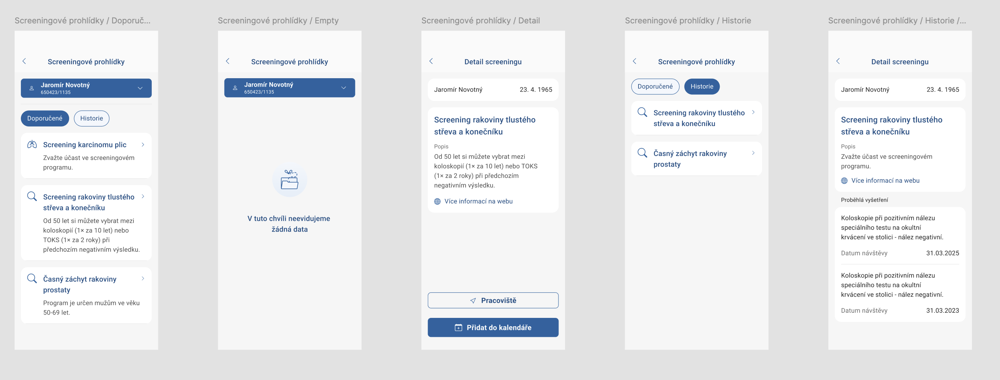 Screeningové prohlídky / Doporuč...
Screeningové prohlídky
Jaromír Novotný
650423/1135
Doporučené
Historie
Screening karcinomu plic
Zvažte účast ve screeningovém
programu.
Screening rakoviny tlustého
střeva a konečníku
Od 50 let si můžete vybrat mezi
koloskopií (1× za 10 let) nebo
TOKS (1× za 2 roky) při
předchozím negativním výsledku.
Časný záchyt rakoviny
prostaty
Program je určen mužům ve věku
50-69 let.
Screeningové prohlídky / Empty
Screeningové prohlídky
Jaromír Novotný
650423/1135
V tuto chvíli neevidujeme
žádná data
Screeningové prohlídky / Detail
Detail screeningu
Jaromír Novotný 23. 4. 1965
Screening rakoviny tlustého
střeva a konečníku
Popis
Od 50 let si můžete vybrat mezi
koloskopií (1× za 10 let) nebo TOKS
(1× za 2 roky) při předchozím
negativním výsledku.
Více informací na webu
Pracoviště
Přidat do kalendáře
Screeningové prohlídky / Historie
Screeningové prohlídky
Doporučené
Historie
Screening rakoviny tlustého
střeva a konečníku
Časný záchyt rakoviny
prostaty
Screeningové prohlídky / Historie /...
Detail screeningu
Jaromír Novotný 23. 4. 1965
Screening rakoviny tlustého
střeva a konečníku
Popis
Zvažte účast ve screeningovém
programu.
Více informací na webu
Proběhlá vyšetření
Koloskopie při pozitivním nálezu
speciálního testu na okultní
krvácení ve stolici - nález negativní.
Datum návštěvy 31.03.2025
Koloskopie při pozitivním nálezu
speciálního testu na okultní
krvácení ve stolici - nález negativní.
Datum návštěvy 31.03.2023